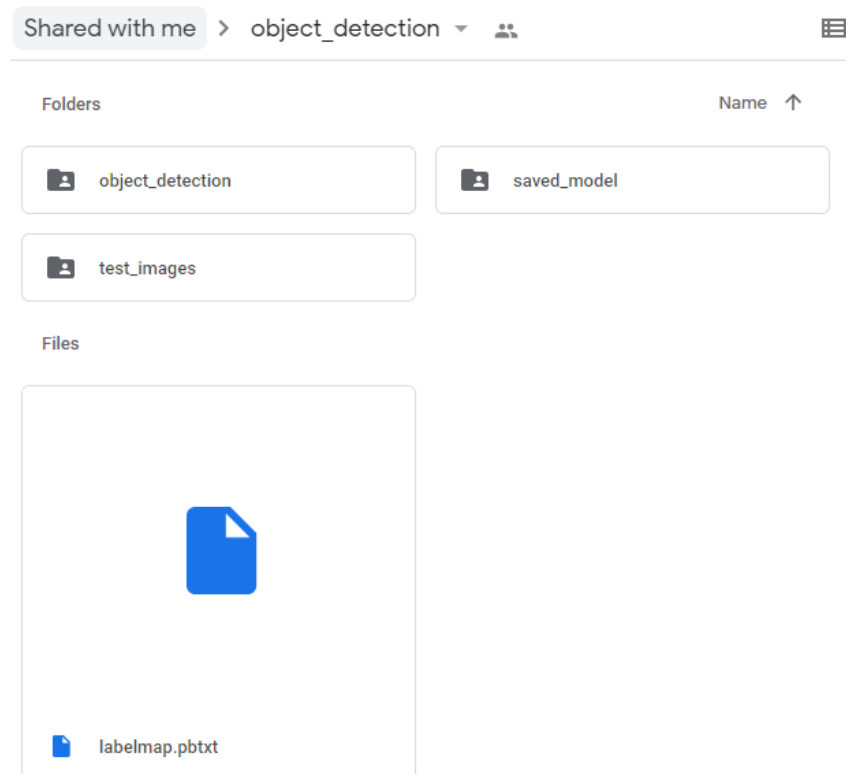 Shared with me > object_detection
Folders
Name
object_detection
saved_model
test_images
Files
labelmap.pbtxt